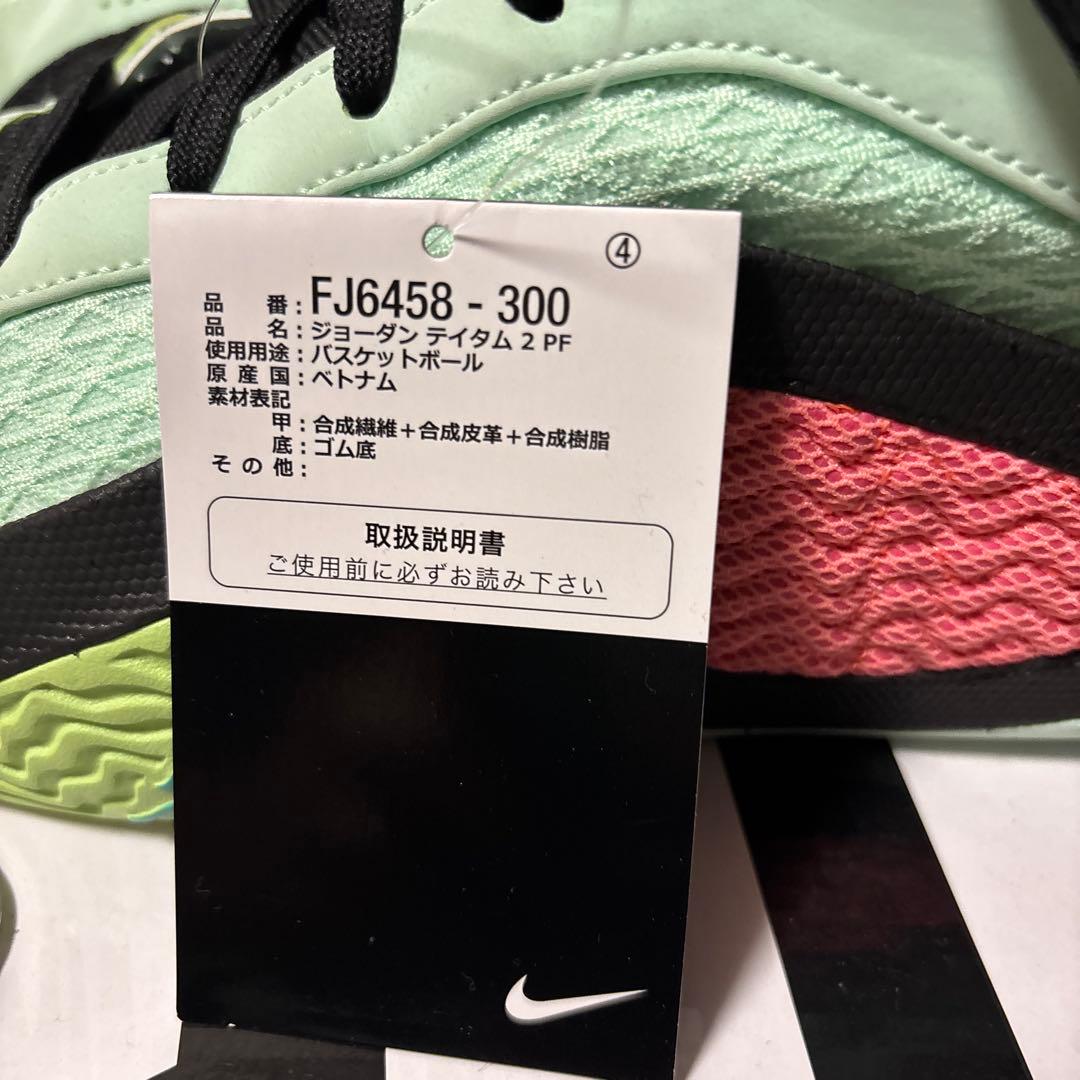 ④
品番:FJ6458-300
品名:ジョーダン テイタム 2 PF
使用用途:バスケットボール
原産国:ベトナム
素材表記
甲:合成繊維+合成皮革+合成樹脂
底:ゴム底
その他:
取扱説明書
ご使用前に必ずお読み下さい